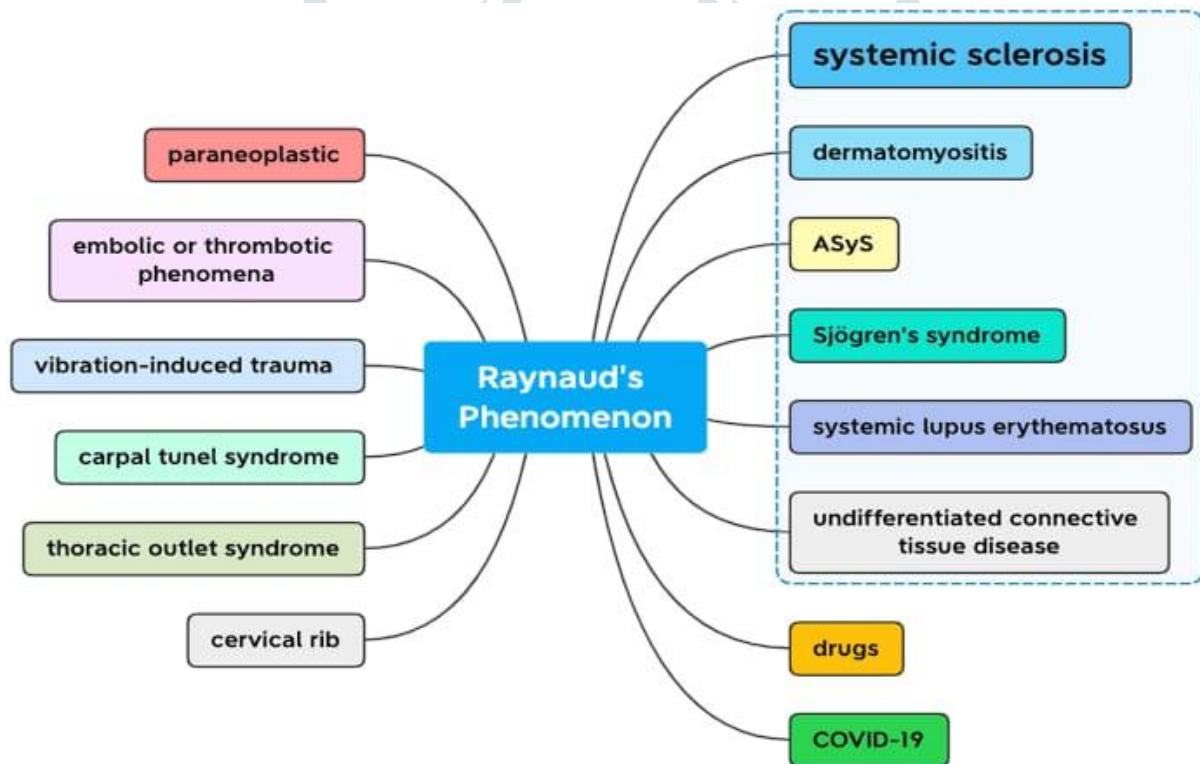 systemic sclerosis
paraneoplastic
dermatomyositis
embolic or thrombotic
phenomena
ASyS
vibration-induced trauma
Sjögren's syndrome
Raynaud's
Phenomenon
carpal tunel syndrome
systemic lupus erythematosus
thoracic outlet syndrome
undifferentiated connective
tissue disease
cervical rib
drugs
COVID-19